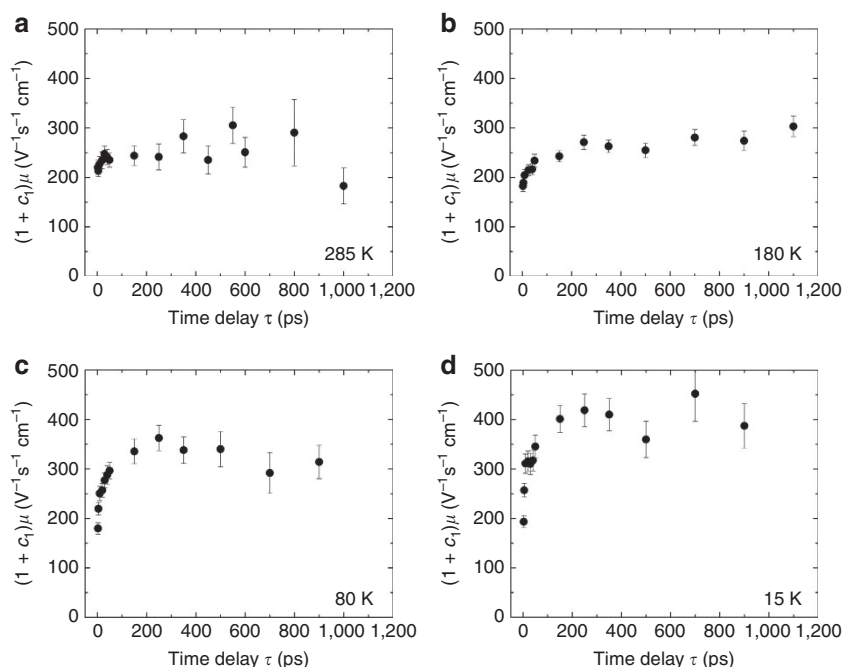 a
500
400
300
200
100
0
(1 + c₁)μ (V⁻¹s⁻¹ cm⁻¹)
285 K
0 200 400 600 800 1,000 1,200
Time delay τ (ps)
b
500
400
300
200
100
0
(1 + c₁)μ (V⁻¹s⁻¹ cm⁻¹)
180 K
0 200 400 600 800 1,000 1,200
Time delay τ (ps)
c
500
400
300
200
100
0
(1 + c₁)μ (V⁻¹s⁻¹ cm⁻¹)
80 K
0 200 400 600 800 1,000 1,200
Time delay τ (ps)
d
500
400
300
200
100
0
(1 + c₁)μ (V⁻¹s⁻¹ cm⁻¹)
15 K
0 200 400 600 800 1,000 1,200
Time delay τ (ps)